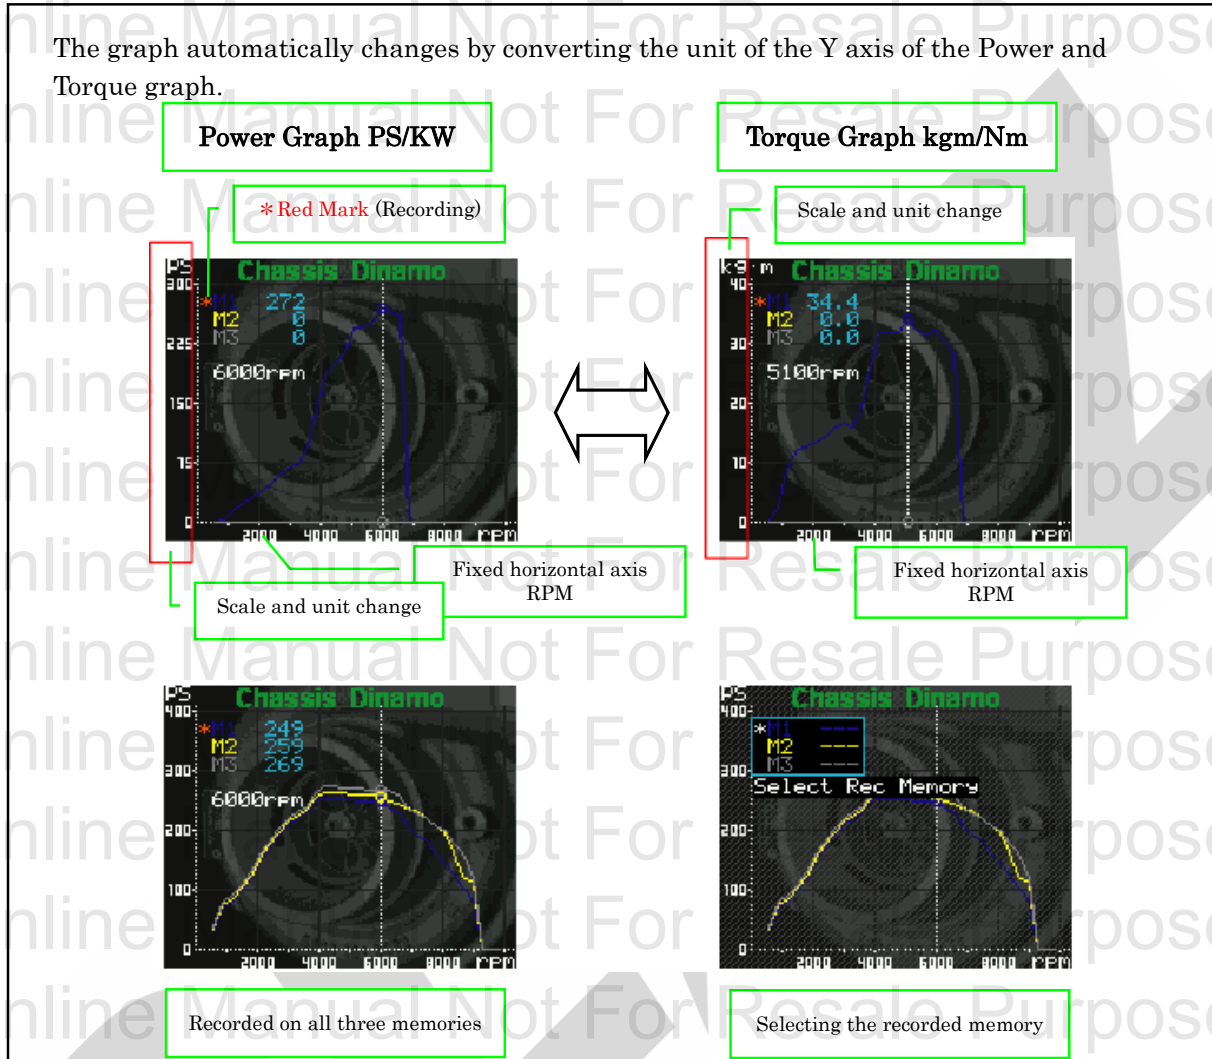 The graph automatically changes by converting the unit of the Y axis of the Power and
Torque graph.
Power Graph PS/KW
Torque Graph kgm/Nm
*Red Mark (Recording)
Scale and unit change
PS
Chassis Dinamo
300
*M1 272
M2 0
M3 0
225
6000rpm
150
75
0
2000 4000 6000 8000 rpm
kg·m
Chassis Dinamo
40
*M1 34.4
M2 0.0
M3 0.0
30
5100rpm
20
10
0
2000 4000 6000 8000 rpm
Fixed horizontal axis
RPM
Scale and unit change
Fixed horizontal axis
RPM
PS
Chassis Dinamo
400
*M1 249
M2 259
M3 269
300
6000rpm
200
100
0
2000 4000 6000 8000 rpm
PS
Chassis Dinamo
400
*M1 ---
M2 ---
M3 ---
300
Select Rec Memory
200
100
0
2000 4000 6000 8000 rpm
Recorded on all three memories
Selecting the recorded memory
nline Manual Not For Resale Purpose